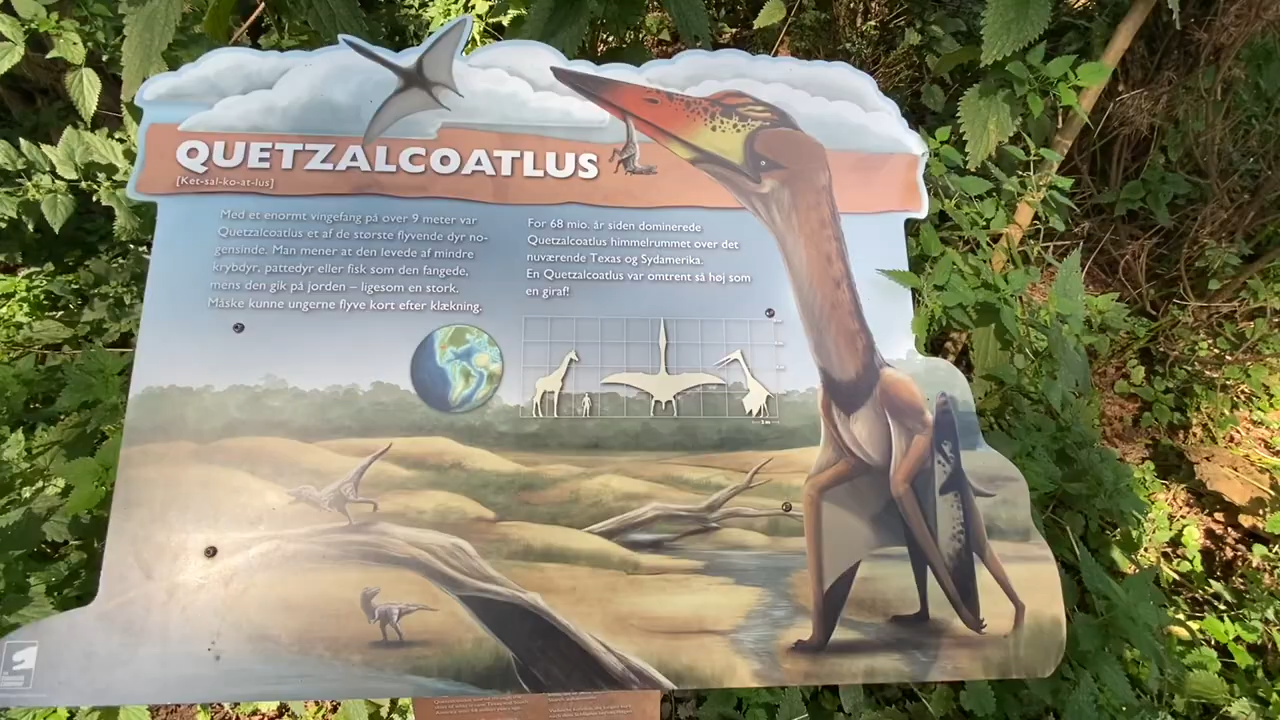 QUETZALCOATLUS
[Ket-sal-ko-at-lus]
Med et enormt vingefang på over 9 meter var
Quetzalcoatlus et af de største flyvende dyr no-
gensinde. Man mener at den levede af mindre
krybdyr, pattedyr eller fisk som den fangede,
mens den gik på jorden – ligesom en stork.
Måske kunne ungerne flyve kort efter klækning.
For 68 mio. år siden dominerede
Quetzalcoatlus himmelrummet over det
nuværende Texas og Sydamerika.
En Quetzalcoatlus var omtrent så høj som
en giraf!